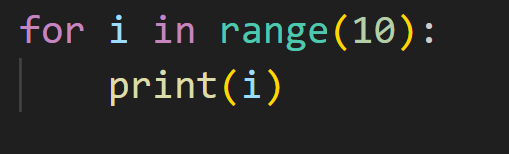 for i in range(10):
    print(i)